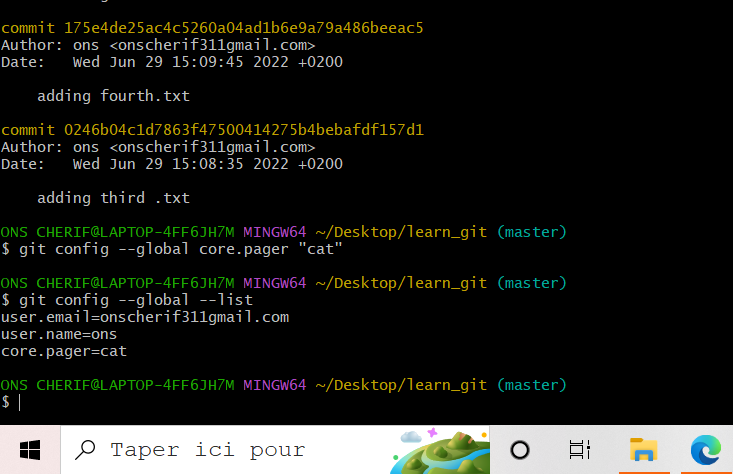 commit 175e4de25ac4c5260a04ad1b6e9a79a486beeac5
Author: ons <onscherif311gmail.com>
Date:   Wed Jun 29 15:09:45 2022 +0200
    adding fourth.txt
commit 0246b04c1d7863f47500414275b4bebafdf157d1
Author: ons <onscherif311gmail.com>
Date:   Wed Jun 29 15:08:35 2022 +0200
    adding third .txt
ONS CHERIF@LAPTOP-4FF6JH7M MINGW64 ~/Desktop/learn_git (master)
$ git config --global core.pager "cat"
ONS CHERIF@LAPTOP-4FF6JH7M MINGW64 ~/Desktop/learn_git (master)
$ git config --global --list
user.email=onscherif311gmail.com
user.name=ons
core.pager=cat
ONS CHERIF@LAPTOP-4FF6JH7M MINGW64 ~/Desktop/learn_git (master)
$
Taper ici pour